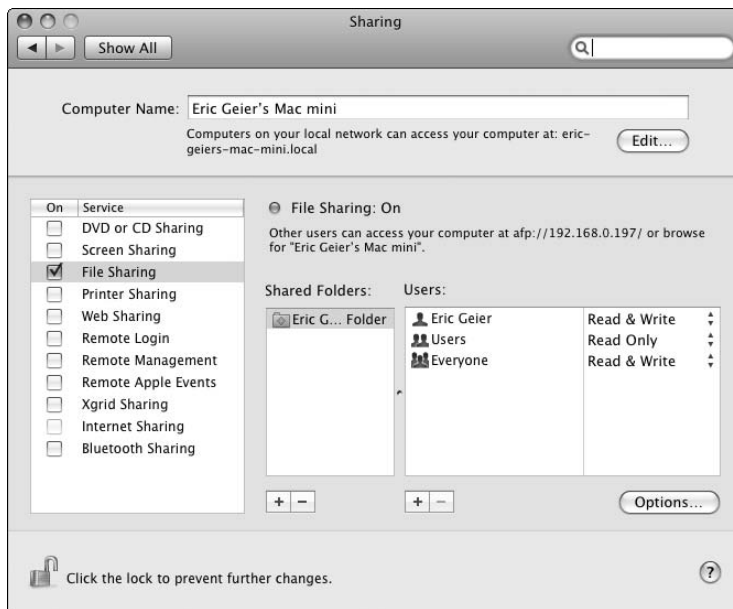 Sharing
Show All
Computer Name: Eric Geier's Mac mini
Computers on your local network can access your computer at: eric-
geiers-mac-mini.local
Edit...
On Service
DVD or CD Sharing
Screen Sharing
File Sharing
Printer Sharing
Web Sharing
Remote Login
Remote Management
Remote Apple Events
Xgrid Sharing
Internet Sharing
Bluetooth Sharing
File Sharing: On
Other users can access your computer at afp://192.168.0.197/ or browse
for "Eric Geier's Mac mini".
Shared Folders:
Eric G... Folder
+ −
Users:
Eric Geier Read & Write
Users Read Only
Everyone Read & Write
+ −
Options...
Click the lock to prevent further changes.
?